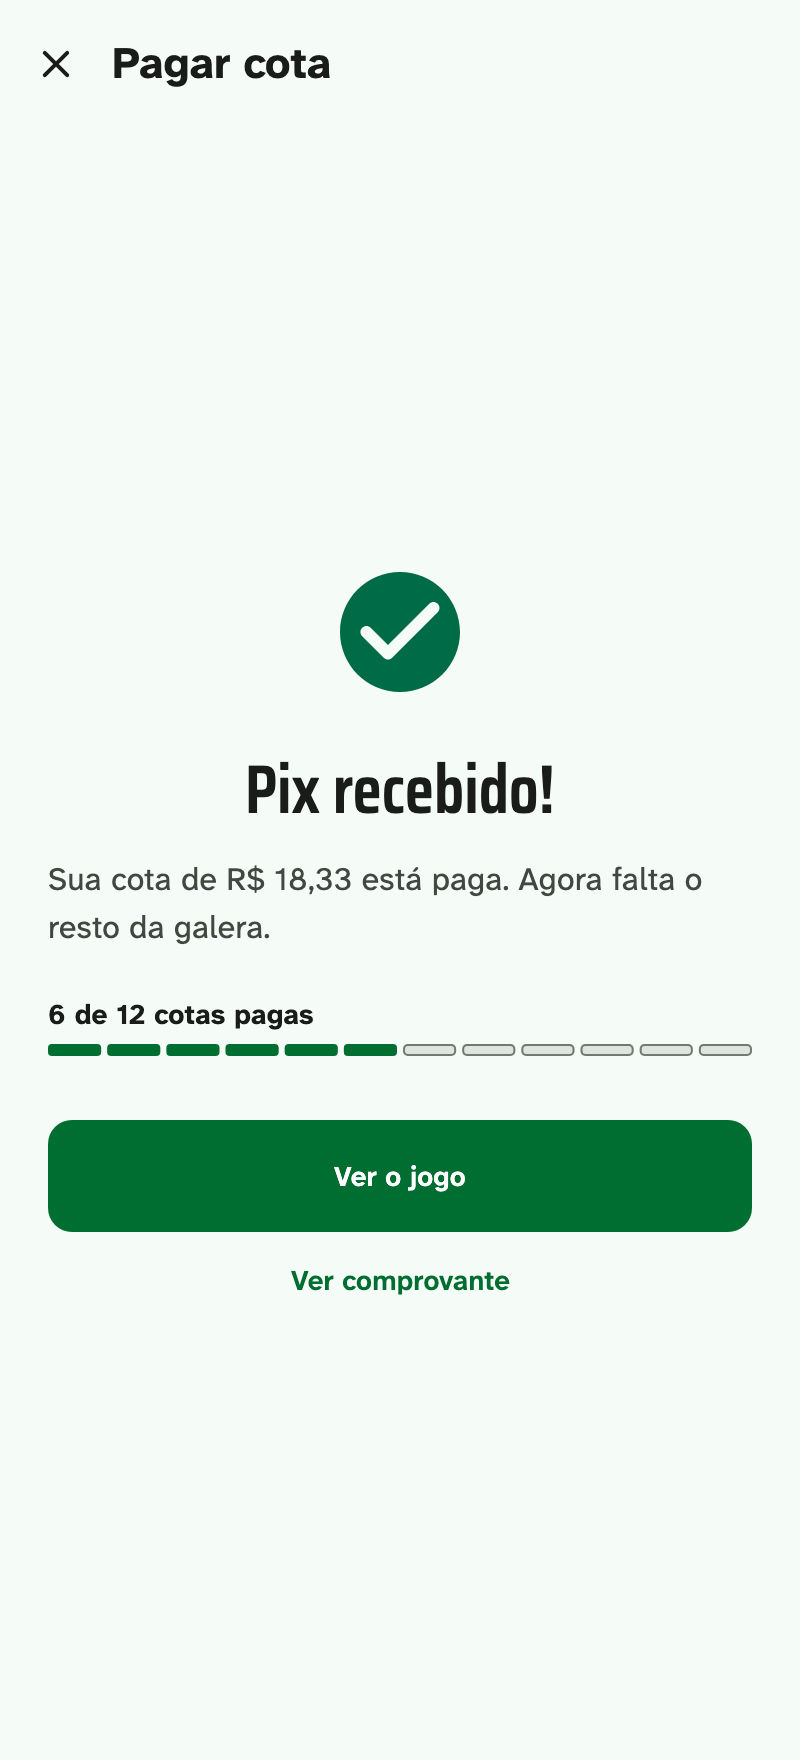 Pagar cota
Pix recebido!
Sua cota de R$ 18,33 está paga. Agora falta o
resto da galera.
6 de 12 cotas pagas
Ver o jogo
Ver comprovante